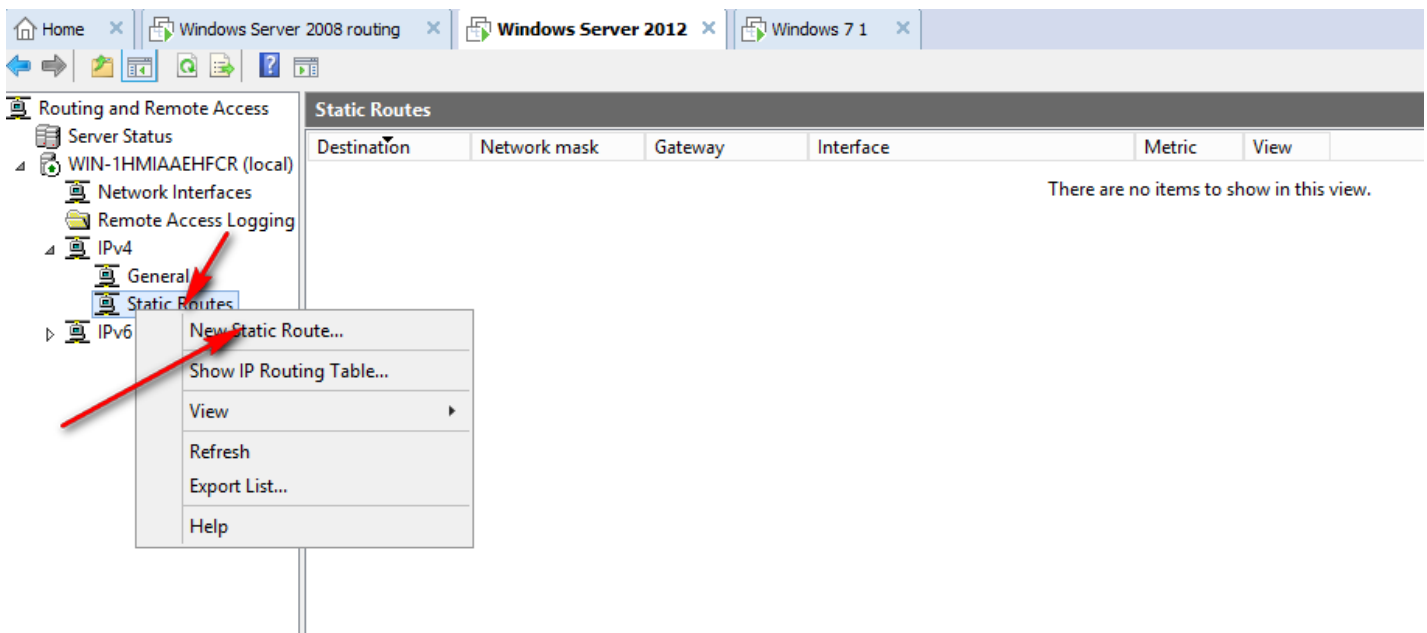 Home
Windows Server 2008 routing
Windows Server 2012
Windows 7 1
Routing and Remote Access
Server Status
WIN-1HMIAAEHFCR (local)
Network Interfaces
Remote Access Logging
IPv4
General
Static Routes
IPv6
Static Routes
Destination Network mask Gateway Interface Metric View
There are no items to show in this view.
New Static Route...
Show IP Routing Table...
View
Refresh
Export List...
Help